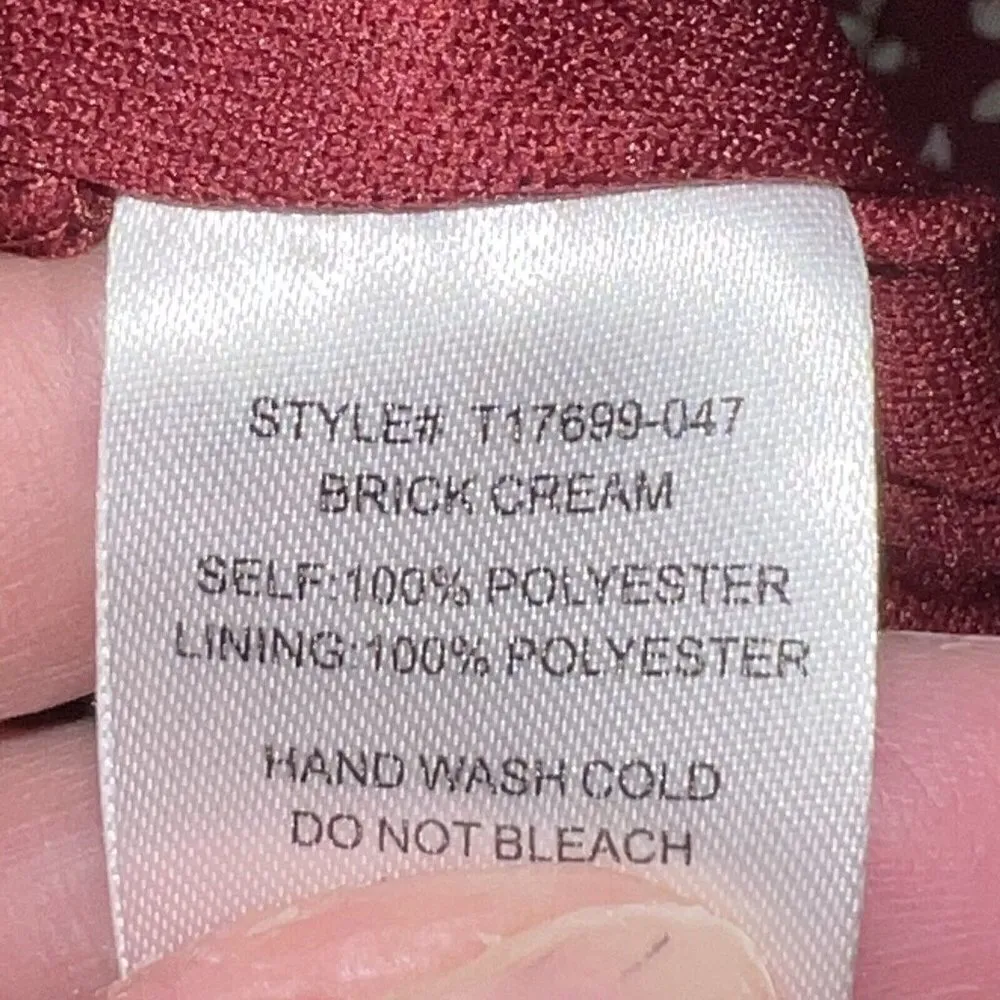 STYLE# T17699-047
BRICK CREAM
SELF:100% POLYESTER
LINING:100% POLYESTER
HAND WASH COLD
DO NOT BLEACH